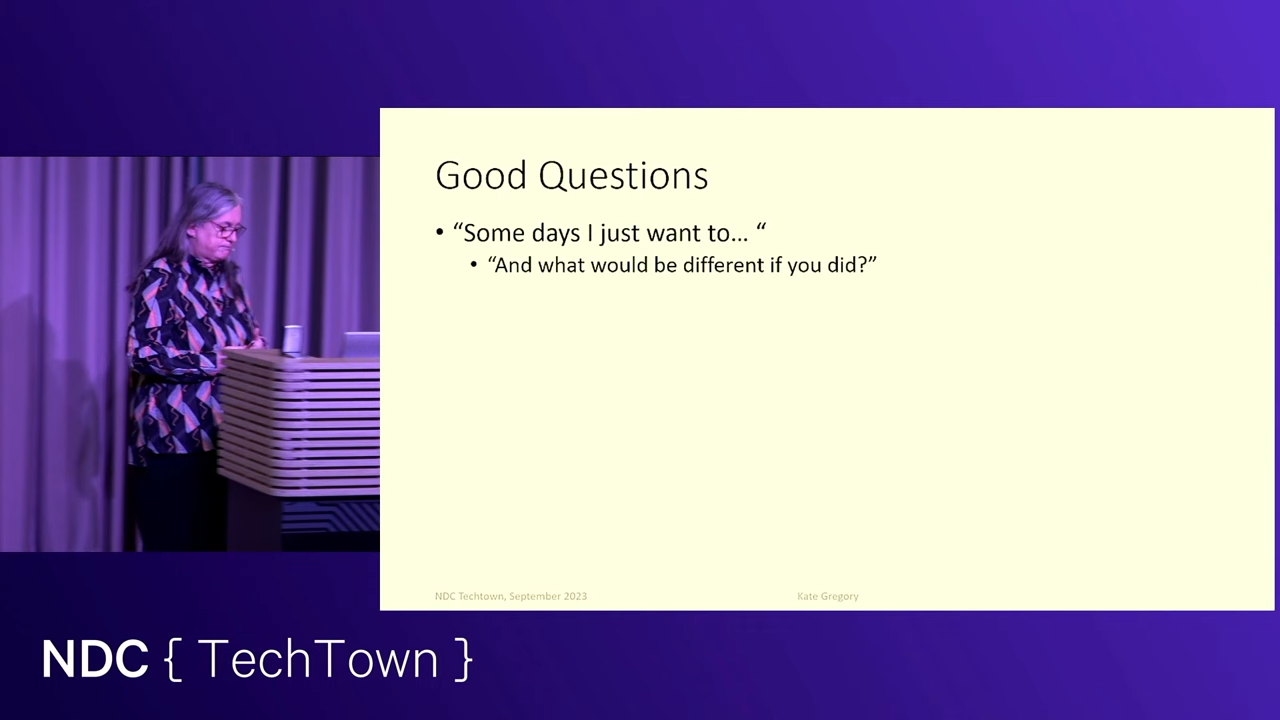 Good Questions
• “Some days I just want to... “
• “And what would be different if you did?”
NDC Techtown, September 2023
Kate Gregory
NDC { TechTown }